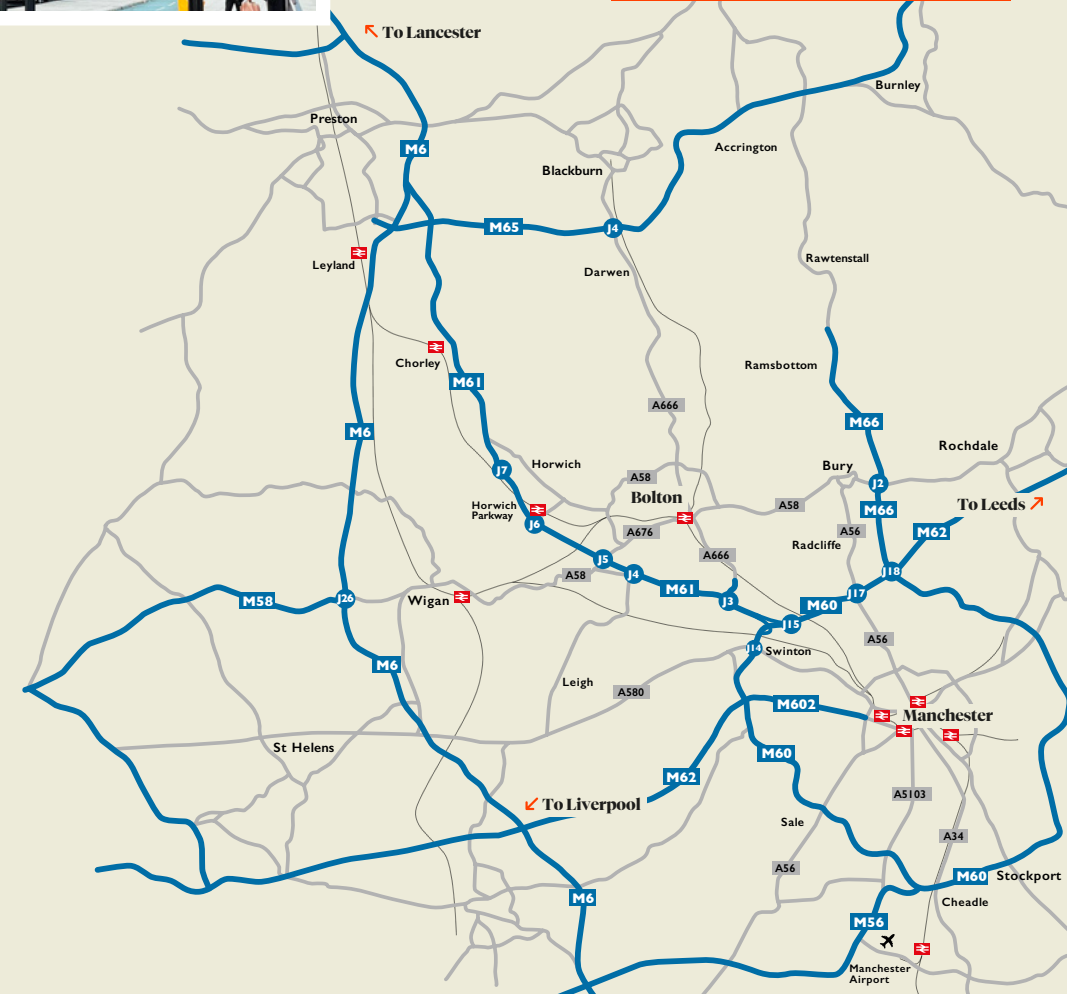 To Lancester
Burnley
Preston
M6
Accrington
Blackburn
M65
J4
Leyland
Darwen
Rawtenstall
Chorley
Ramsbottom
M61
A666
M66
M6
Rochdale
J7
Horwich
Bury
A58
J2
Bolton
Horwich
Parkway
A58
M66
To Leeds
J6
A676
A56
M62
Radcliffe
A666
J5
J4
A58
J18
M61
M58
J26
Wigan
J3
M60
J17
J15
A56
J14
Swinton
M6
Leigh
A580
M602
Manchester
St Helens
M60
M62
To Liverpool
A5103
Sale
A34
A56
M60
Stockport
M6
Cheadle
M56
Manchester
Airport